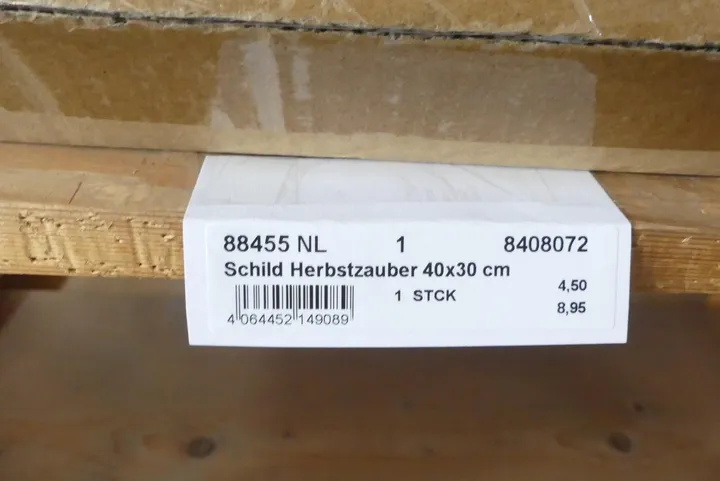 88455 NL 1 8408072
Schild Herbstzauber 40x30 cm
1 STCK 4,50
8,95
4 064452 149089